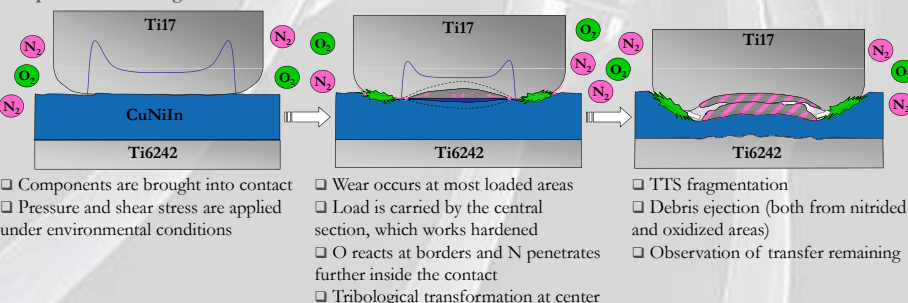 Ti17
N2
O2
N2
CuNiIn
Ti6242
❑ Components are brought into contact
❑ Pressure and shear stress are applied
under environmental conditions
N2
O2
Ti17
O2
N2
N2
Ti6242
❑ Wear occurs at most loaded areas
❑ Load is carried by the central
section, which works hardened
❑ O reacts at borders and N penetrates
further inside the contact
❑ Tribological transformation at center
O2
N2
Ti17
N2
O2
N2
Ti6242
❑ TTS fragmentation
❑ Debris ejection (both from nitrided
and oxidized areas)
❑ Observation of transfer remaining